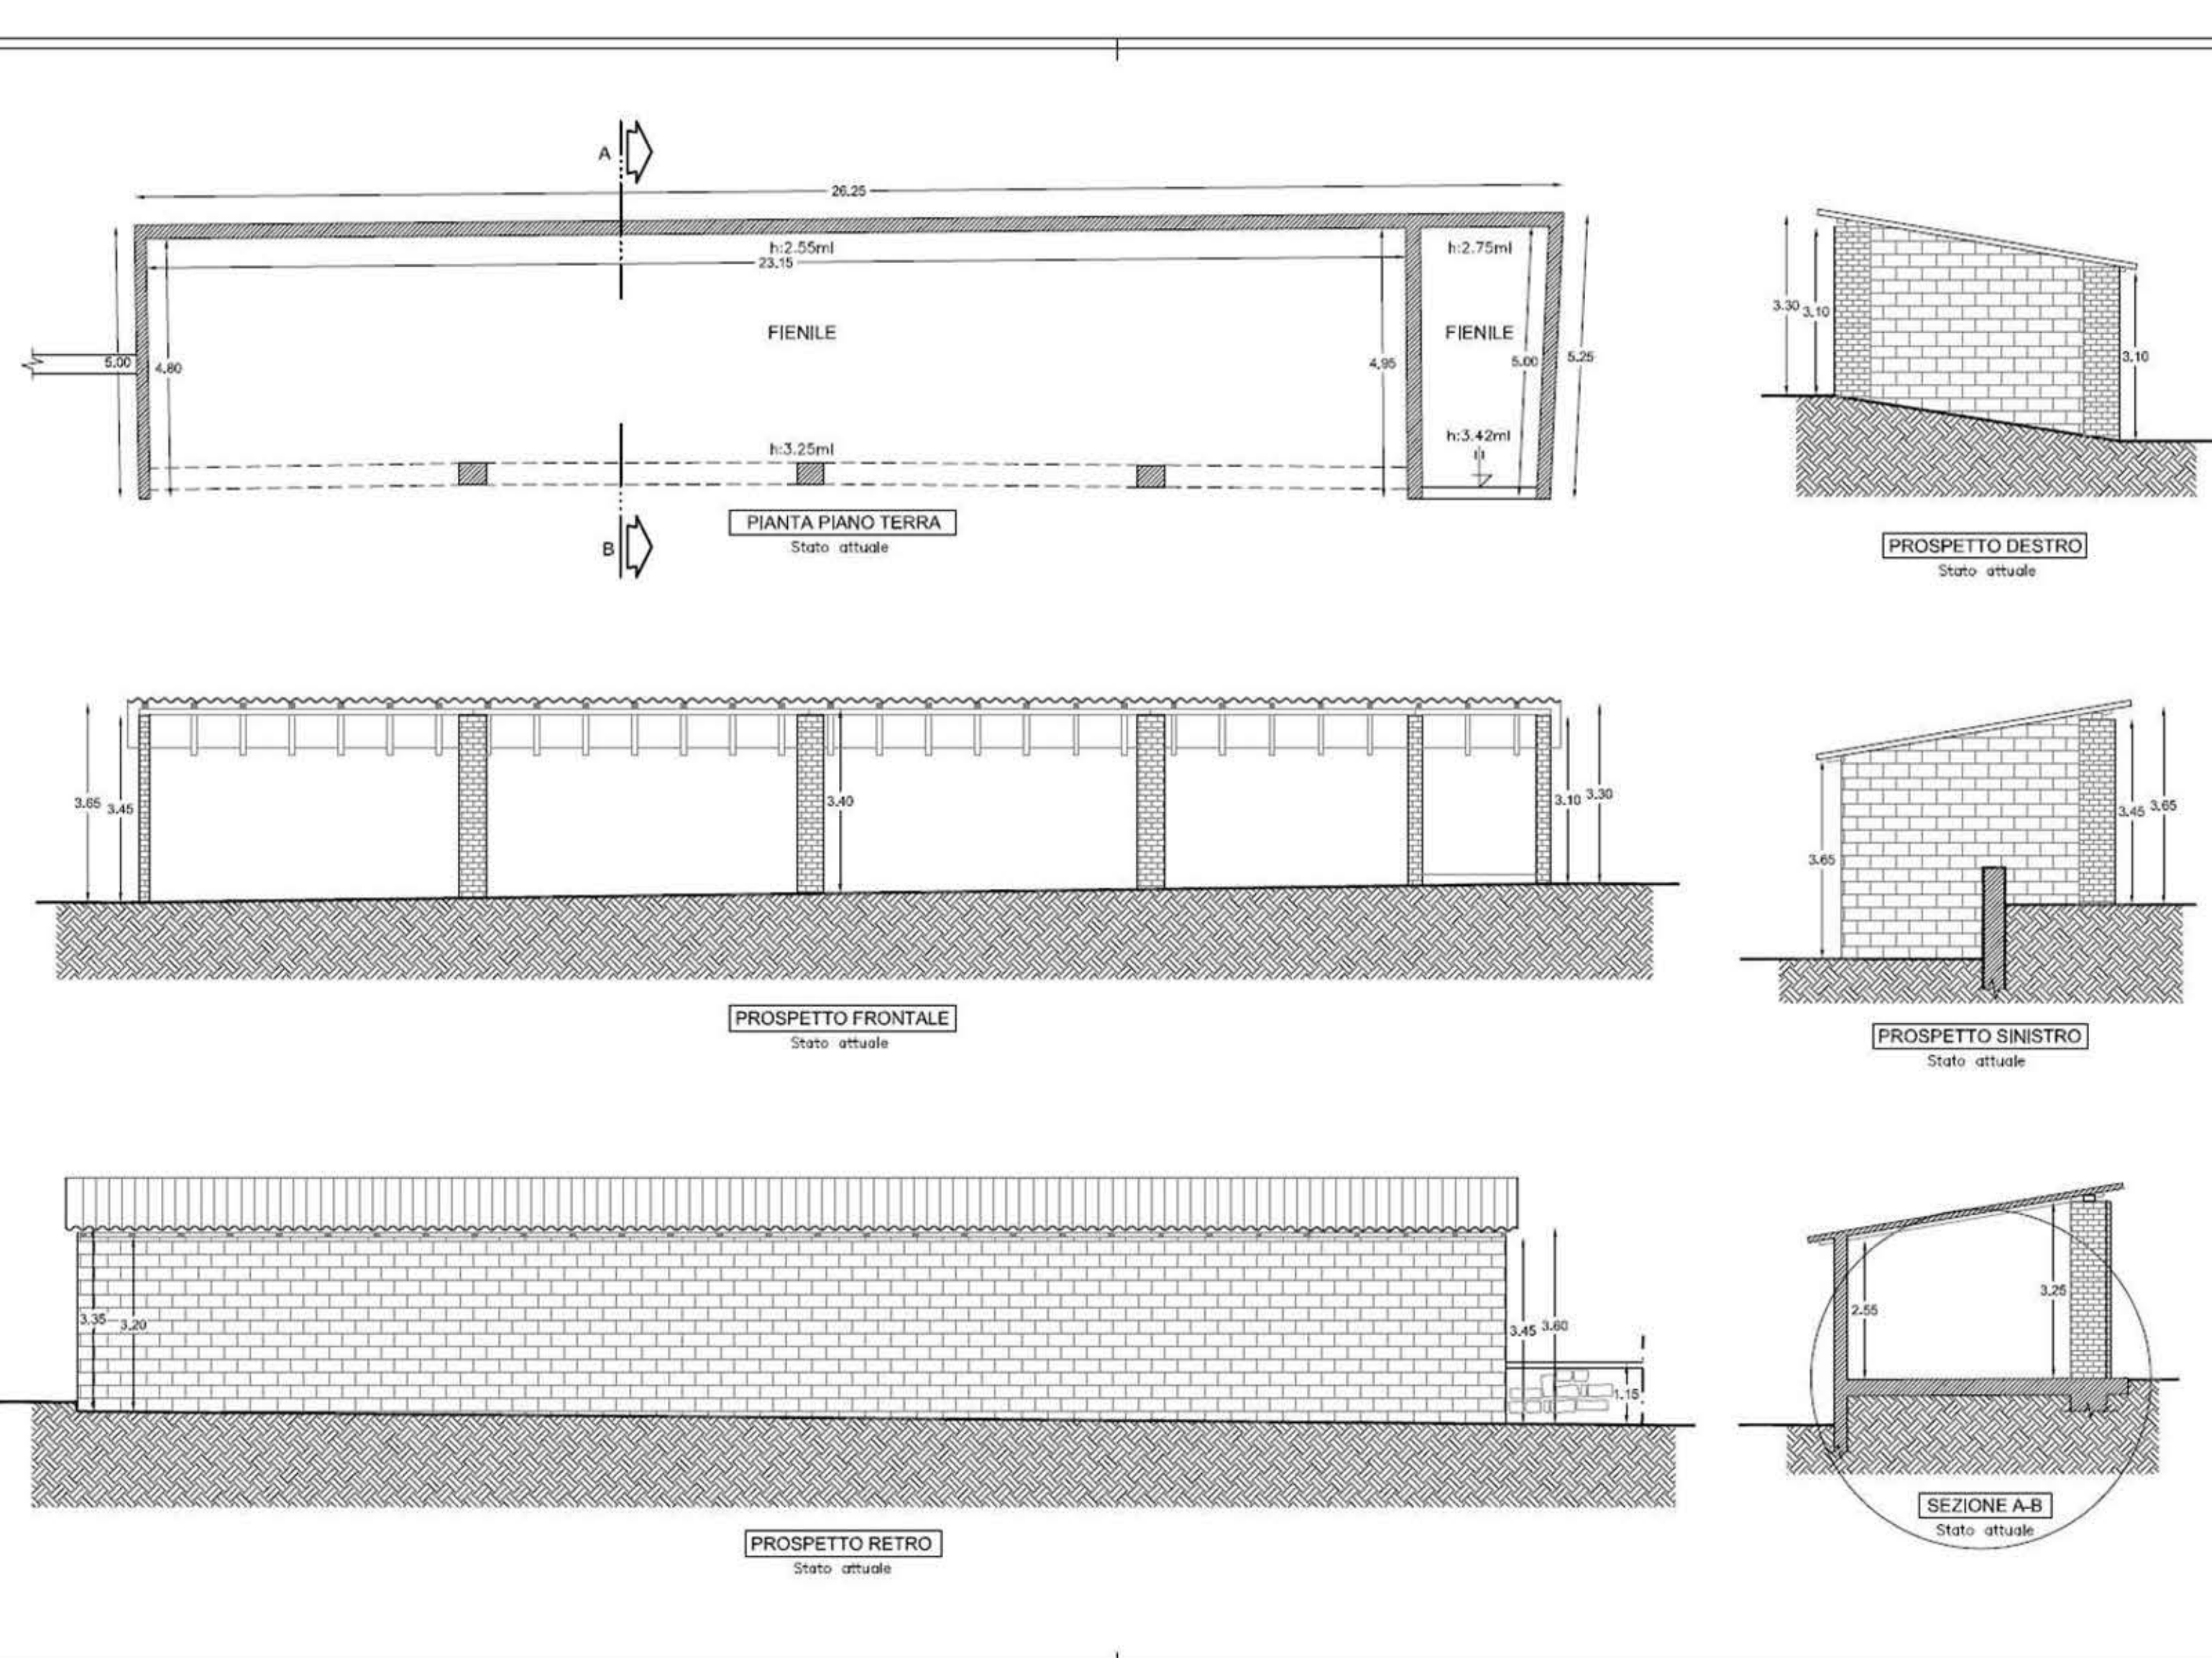 A
26.25
h:2.55ml
23.15
h:2.75ml
FIENILE
FIENILE
5.00
4.80
4.95
5.00
5.25
h:3.25ml
h:3.42ml
B
PIANTA PIANO TERRA
Stato attuale
3.30
3.10
3.10
PROSPETTO DESTRO
Stato attuale
3.65
3.45
3.40
3.10
3.30
PROSPETTO FRONTALE
Stato attuale
3.65
3.45
3.65
PROSPETTO SINISTRO
Stato attuale
3.35
3.20
3.45
3.60
1.15
PROSPETTO RETRO
Stato attuale
2.55
3.25
SEZIONE A-B
Stato attuale